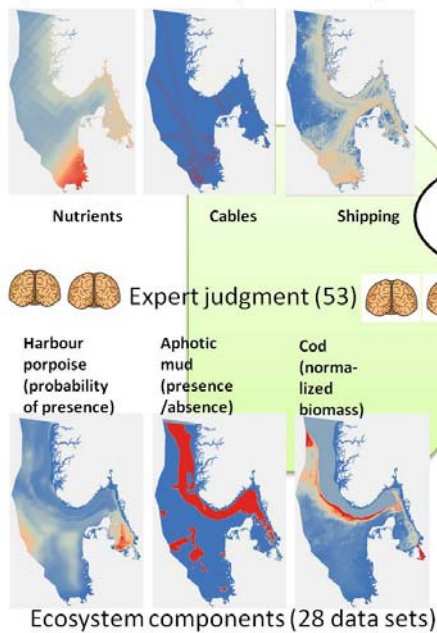 Nutrients Cables Shipping
Expert judgment (53)
Harbour porpoise (probability of presence)
Aphotic mud (presence /absence)
Cod (norma- lized biomass)
Ecosystem components (28 data sets)